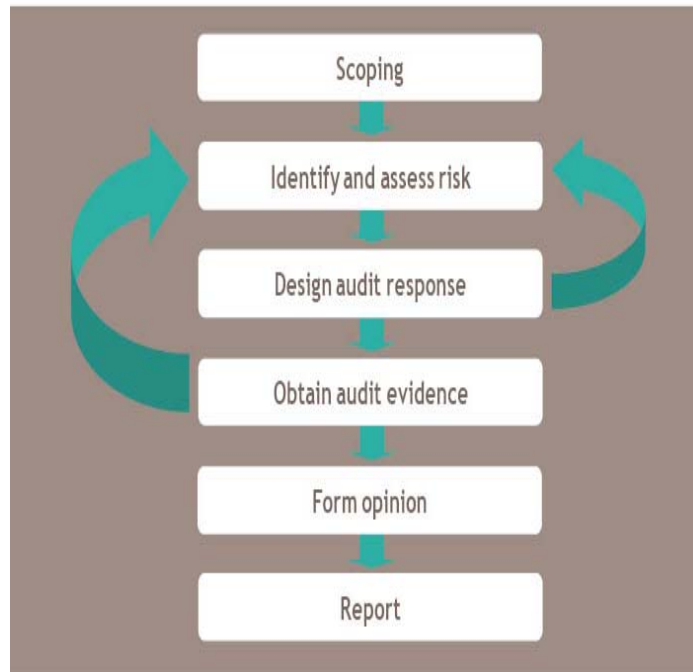 Scoping
Identify and assess risk
Design audit response
Obtain audit evidence
Form opinion
Report